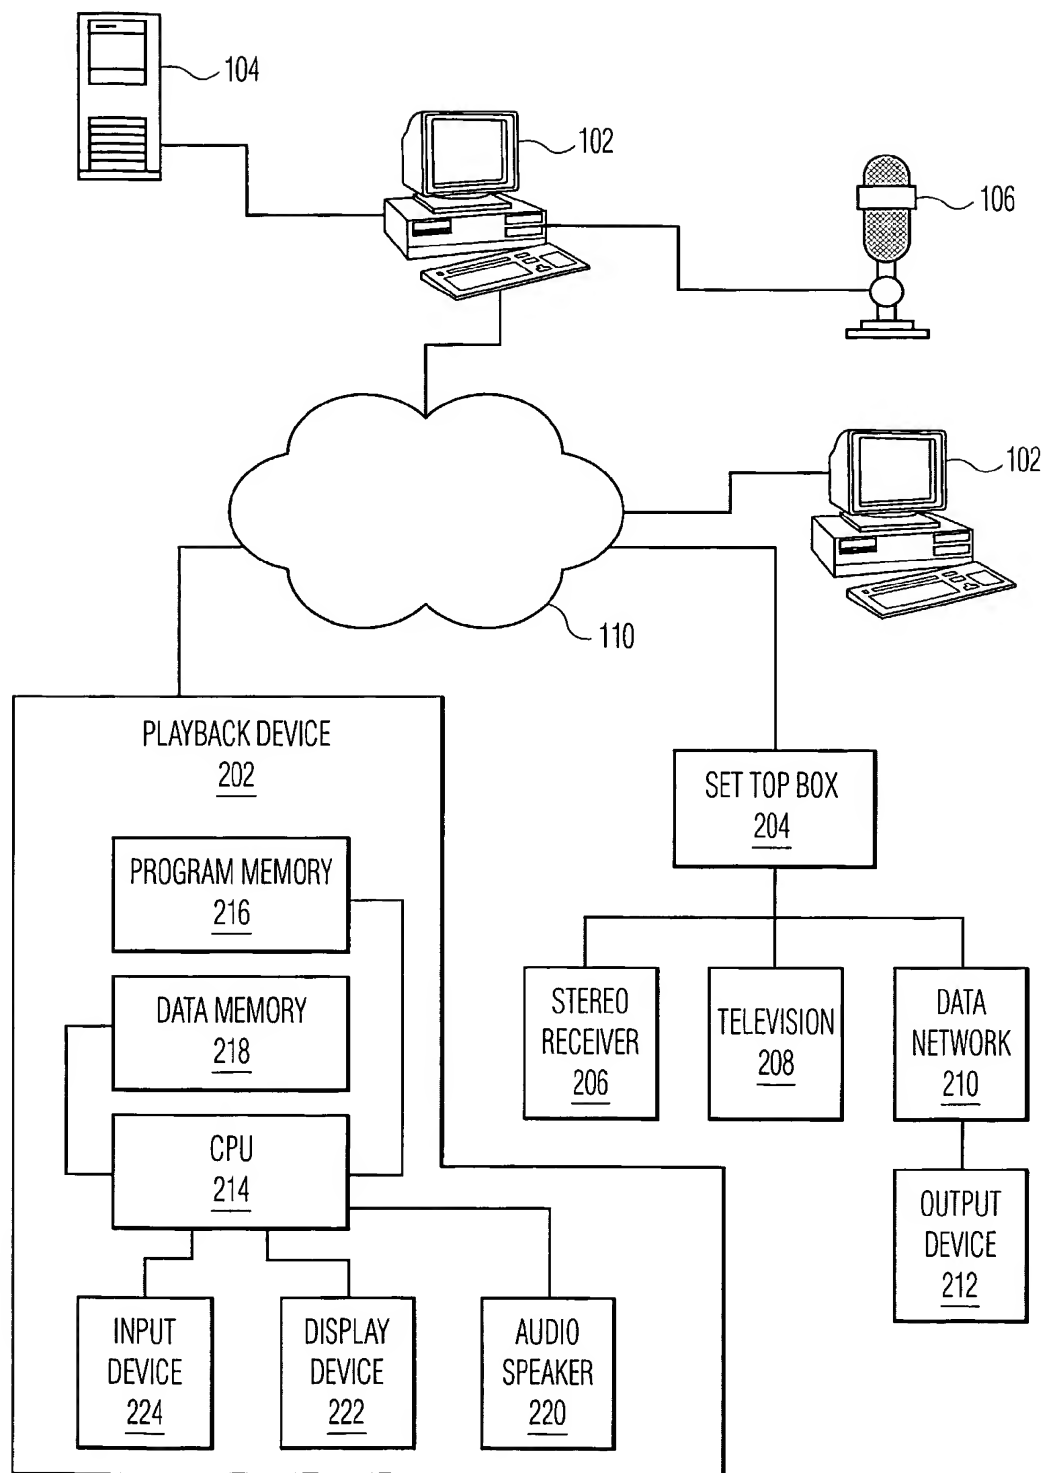 104
102
106
102
110
PLAYBACK DEVICE
202
SET TOP BOX
204
PROGRAM MEMORY
216
DATA MEMORY
218
CPU
214
STEREO
RECEIVER
206
TELEVISION
208
DATA
NETWORK
210
OUTPUT
DEVICE
212
INPUT
DEVICE
224
DISPLAY
DEVICE
222
AUDIO
SPEAKER
220